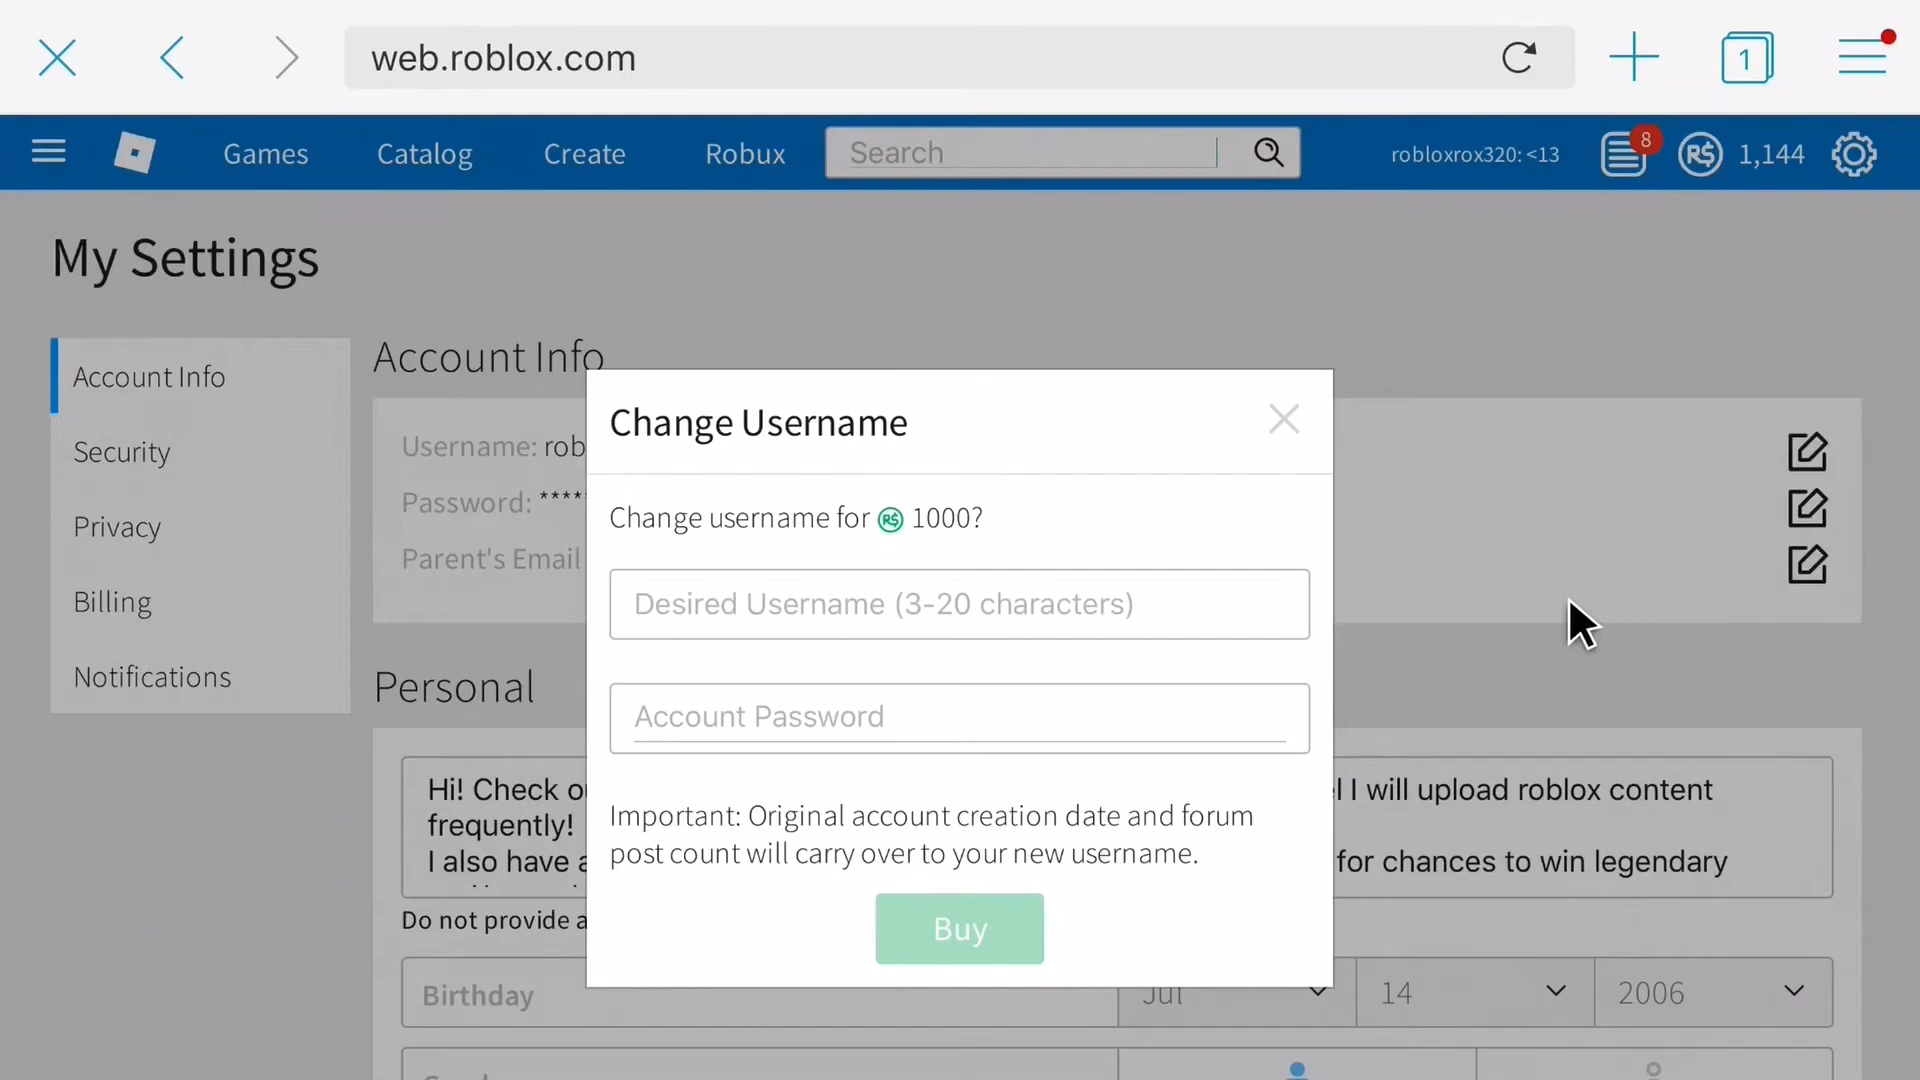 web.roblox.com
1
Games
Catalog
Create
Robux
Search
robloxrox320: <13
8
R$
1,144
My Settings
Account Info
Security
Privacy
Billing
Notifications
Account Info
Username: rob
Password: ****
Parent's Email
Change Username
Change username for R$ 1000?
Desired Username (3-20 characters)
Account Password
Important: Original account creation date and forum
post count will carry over to your new username.
Buy
Personal
Hi! Check I will upload roblox content
frequently!
I also have for chances to win legendary
Do not provide
Birthday
Jul
14
2006